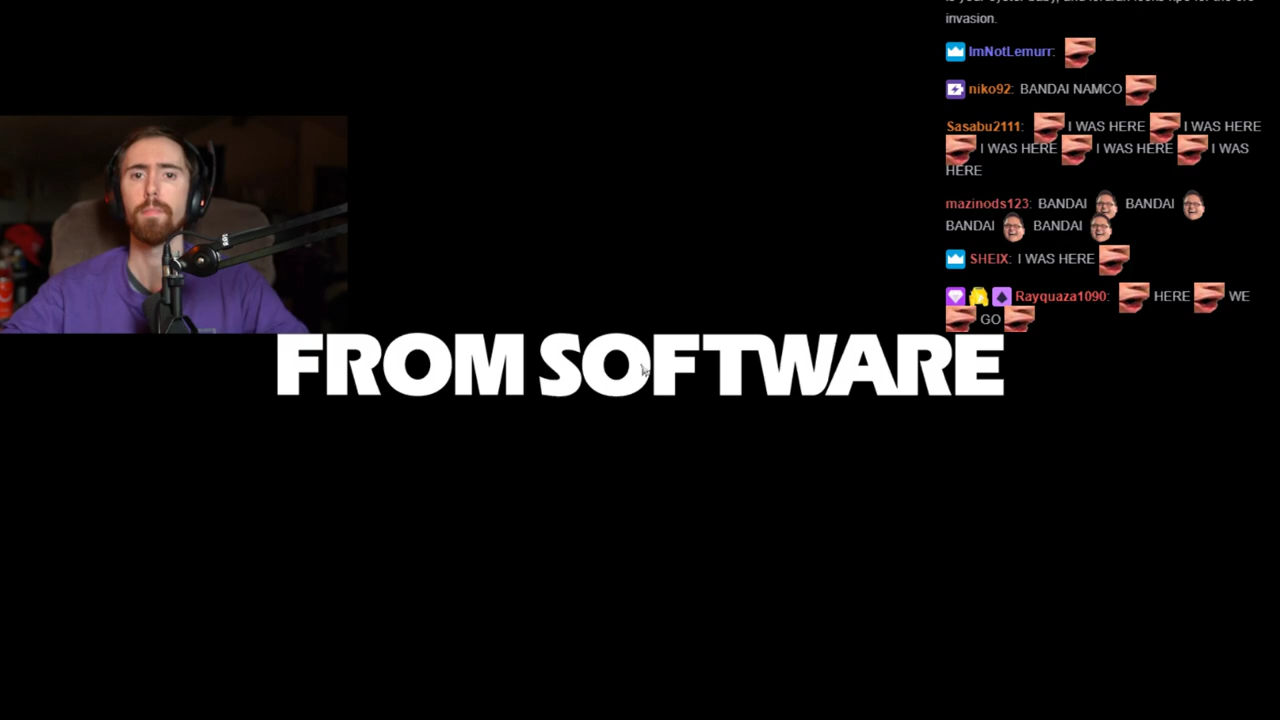 invasion.
ImNotLemurr:
niko92: BANDAI NAMCO
Sasabu2111: I WAS HERE I WAS HERE
I WAS HERE I WAS HERE I WAS
HERE
mazinods123: BANDAI BANDAI
BANDAI BANDAI
SHEIX: I WAS HERE
Rayquaza1090: HERE WE
GO
FROM SOFTWARE